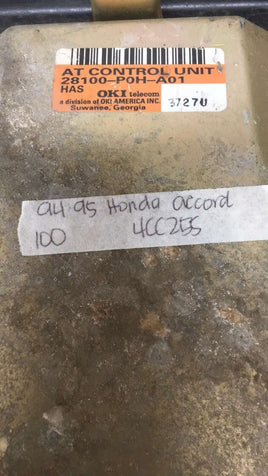 AT CONTROL UNIT
28100-P0H-A01
HAS OKI telecom
a division of OKI AMERICA INC.
Suwanee, Georgia
3727U
94-95 Honda accord
100 4CC255